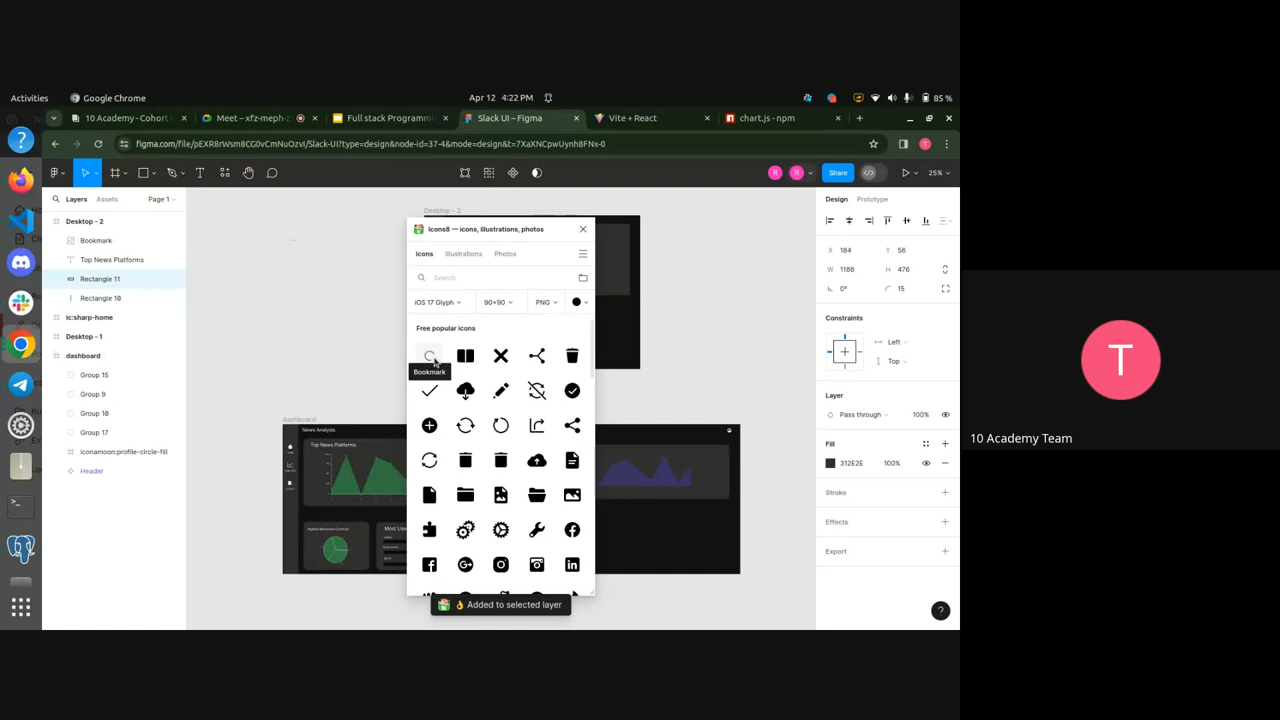 Activities
Google Chrome
Apr 12 4:22 PM
85 %
10 Academy - Cohort
Meet – xfz-meph-z
Full stack Programmi
Slack UI – Figma
Vite + React
chart.js - npm
figma.com/file/pEXR8rWsm8CG0vCmNuOzvI/Slack-UI?type=design&node-id=37-4&mode=design&t=7XaXNCpwUynh8FNx-0
R
R
Share
25%
Layers
Assets
Page 1
Design
Prototype
Desktop - 2
Bookmark
Top News Platforms
Rectangle 11
Rectangle 10
ic:sharp-home
Desktop - 1
dashboard
Group 15
Group 9
Group 10
Group 17
iconamoon:profile-circle-fill
Header
Desktop - 2
Icons8 — icons, illustrations, photos
Icons
Illustrations
Photos
Search
iOS 17 Glyph
90×90
PNG
Free popular icons
Bookmark
dashboard
News Analysis
Top News Platforms
Most Use
👌 Added to selected layer
X 184
Y 56
W 1188
H 476
0°
15
Constraints
Left
Top
Layer
Pass through
100%
Fill
312E2E
100%
Stroke
Effects
Export
?
T
10 Academy Team